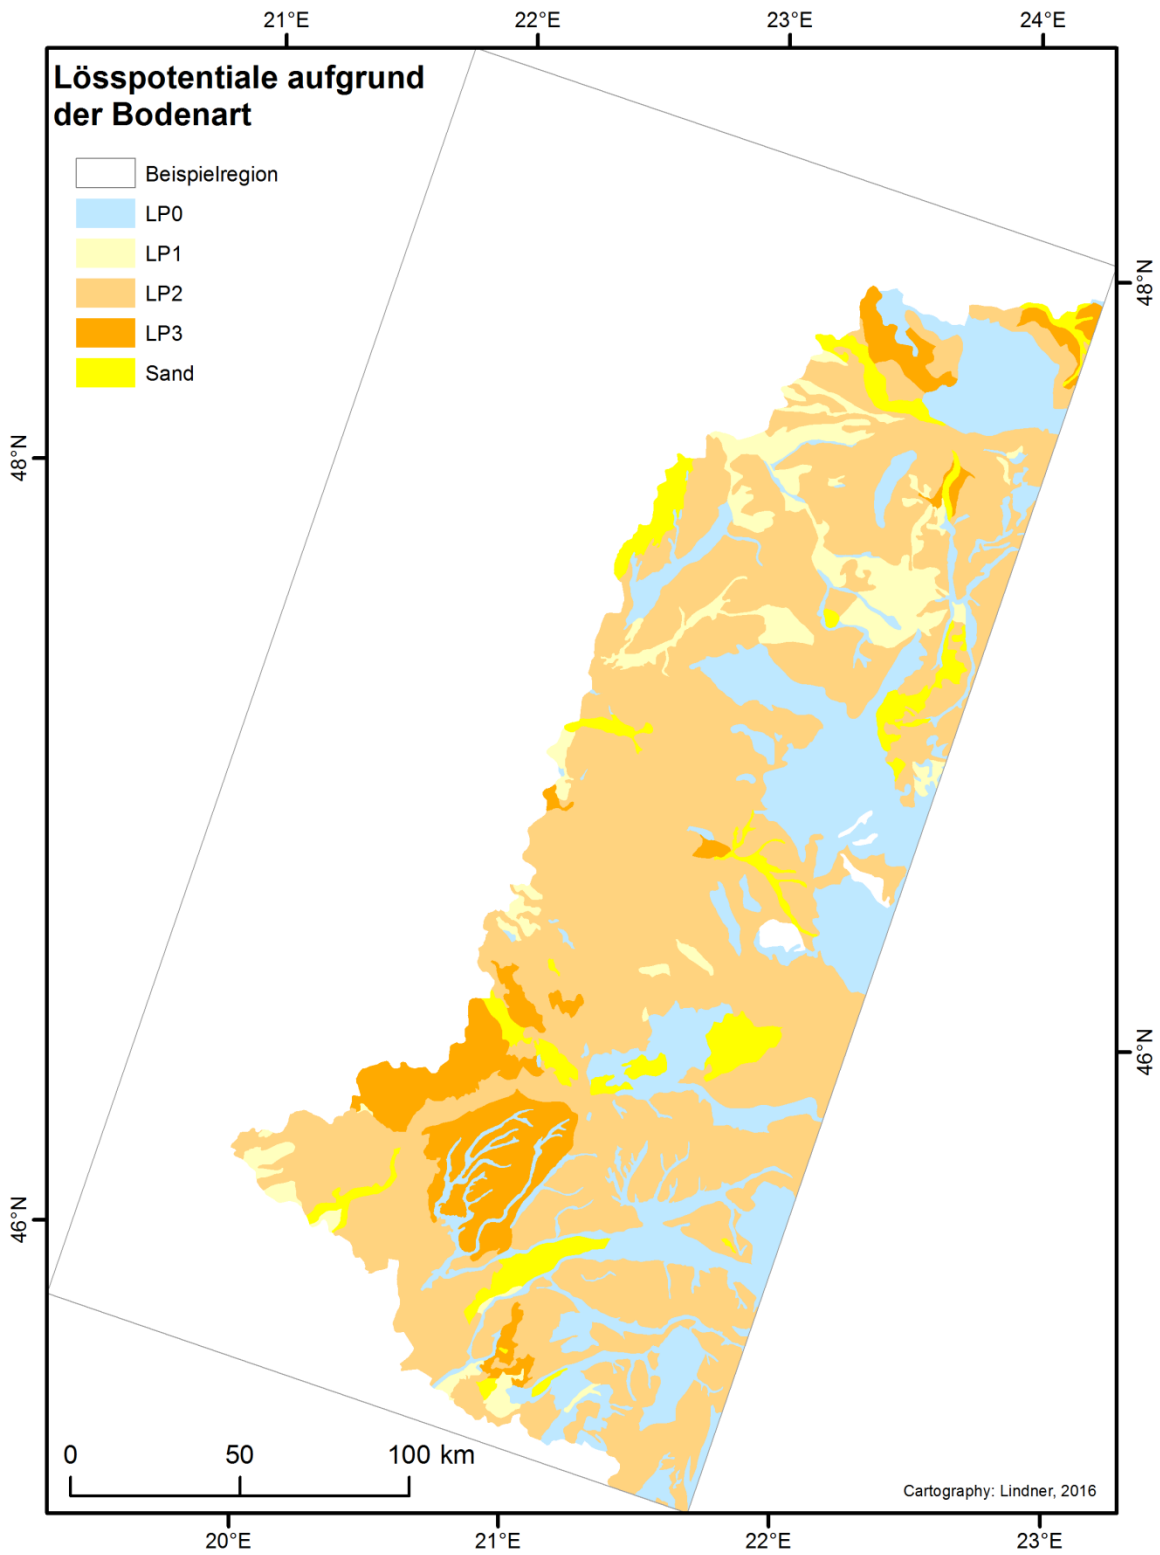 21°E 22°E 23°E 24°E
Lösspotentiale aufgrund
der Bodenart
Beispielregion
LP0
LP1
LP2
LP3
Sand
48°N
48°N
46°N
46°N
0 50 100 km
Cartography: Lindner, 2016
20°E 21°E 22°E 23°E